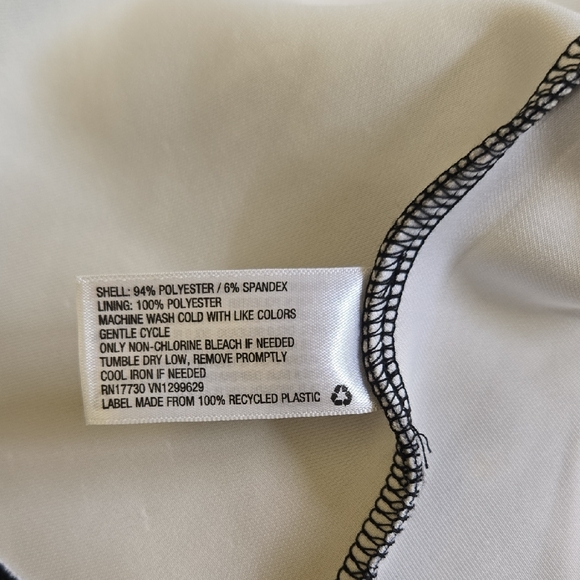 SHELL: 94% POLYESTER / 6% SPANDEX
LINING: 100% POLYESTER
MACHINE WASH COLD WITH LIKE COLORS
GENTLE CYCLE
ONLY NON-CHLORINE BLEACH IF NEEDED
TUMBLE DRY LOW, REMOVE PROMPTLY
COOL IRON IF NEEDED
RN17730 VN1299629
LABEL MADE FROM 100% RECYCLED PLASTIC